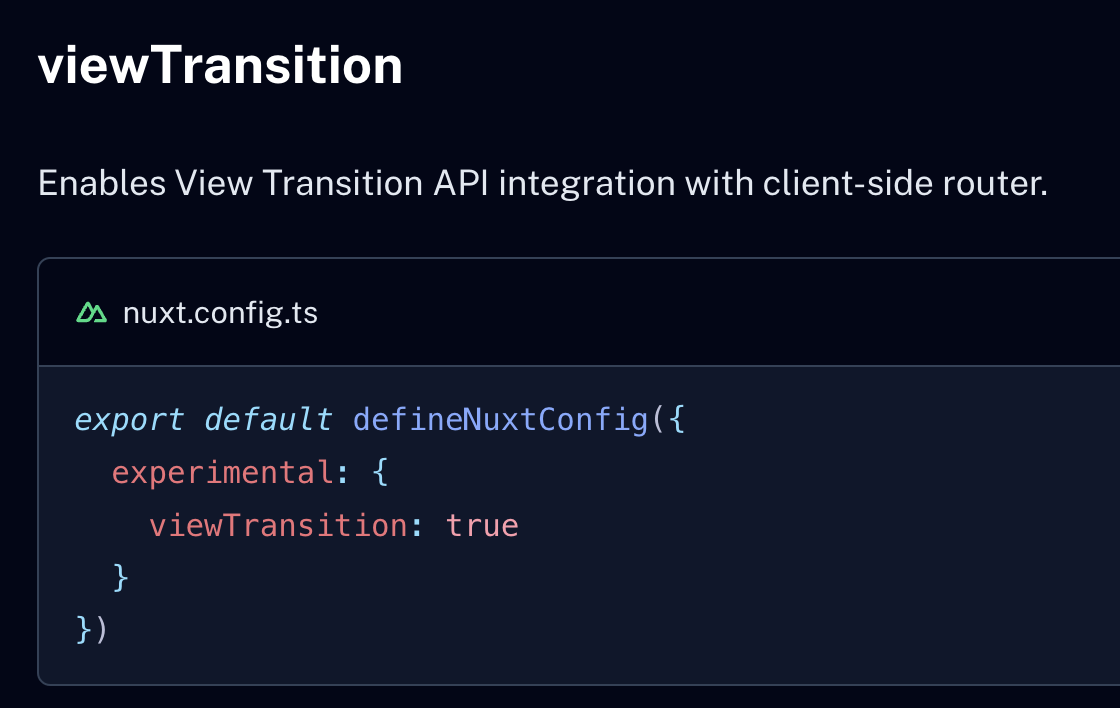 viewTransition
Enables View Transition API integration with client-side router.
nuxt.config.ts
export default defineNuxtConfig({
  experimental: {
    viewTransition: true
  }
})